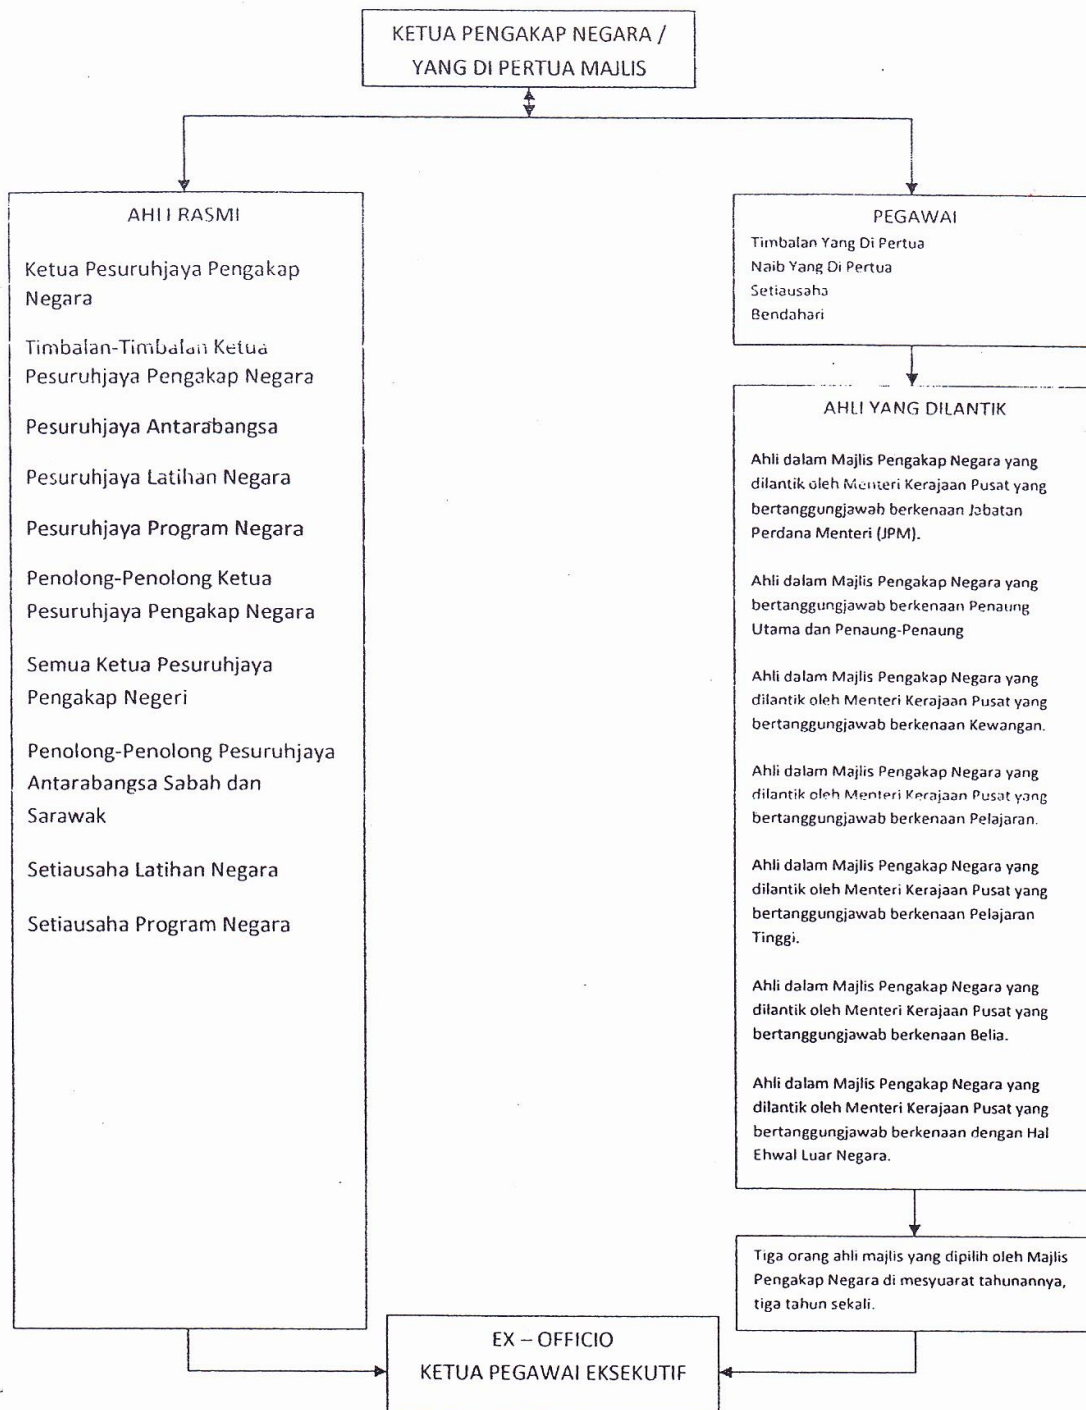 KETUA PENGAKAP NEGARA /
YANG DI PERTUA MAJLIS
AHLI RASMI
Ketua Pesuruhjaya Pengakap
Negara
Timbalan-Timbalan Ketua
Pesuruhjaya Pengakap Negara
Pesuruhjaya Antarabangsa
Pesuruhjaya Latihan Negara
Pesuruhjaya Program Negara
Penolong-Penolong Ketua
Pesuruhjaya Pengakap Negara
Semua Ketua Pesuruhjaya
Pengakap Negeri
Penolong-Penolong Pesuruhjaya
Antarabangsa Sabah dan
Sarawak
Setiausaha Latihan Negara
Setiausaha Program Negara
PEGAWAI
Timbalan Yang Di Pertua
Naib Yang Di Pertua
Setiausaha
Bendahari
AHLI YANG DILANTIK
Ahli dalam Majlis Pengakap Negara yang
dilantik oleh Menteri Kerajaan Pusat yang
bertanggungjawab berkenaan Jabatan
Perdana Menteri (JPM).
Ahli dalam Majlis Pengakap Negara yang
bertanggungjawab berkenaan Penaung
Utama dan Penaung-Penaung
Ahli dalam Majlis Pengakap Negara yang
dilantik oleh Menteri Kerajaan Pusat yang
bertanggungjawab berkenaan Kewangan.
Ahli dalam Majlis Pengakap Negara yang
dilantik oleh Menteri Kerajaan Pusat yang
bertanggungjawab berkenaan Pelajaran.
Ahli dalam Majlis Pengakap Negara yang
dilantik oleh Menteri Kerajaan Pusat yang
bertanggungjawab berkenaan Pelajaran
Tinggi.
Ahli dalam Majlis Pengakap Negara yang
dilantik oleh Menteri Kerajaan Pusat yang
bertanggungjawab berkenaan Belia.
Ahli dalam Majlis Pengakap Negara yang
dilantik oleh Menteri Kerajaan Pusat yang
bertanggungjawab berkenaan dengan Hal
Ehwal Luar Negara.
Tiga orang ahli majlis yang dipilih oleh Majlis
Pengakap Negara di mesyuarat tahunannya,
tiga tahun sekali.
EX – OFFICIO
KETUA PEGAWAI EKSEKUTIF